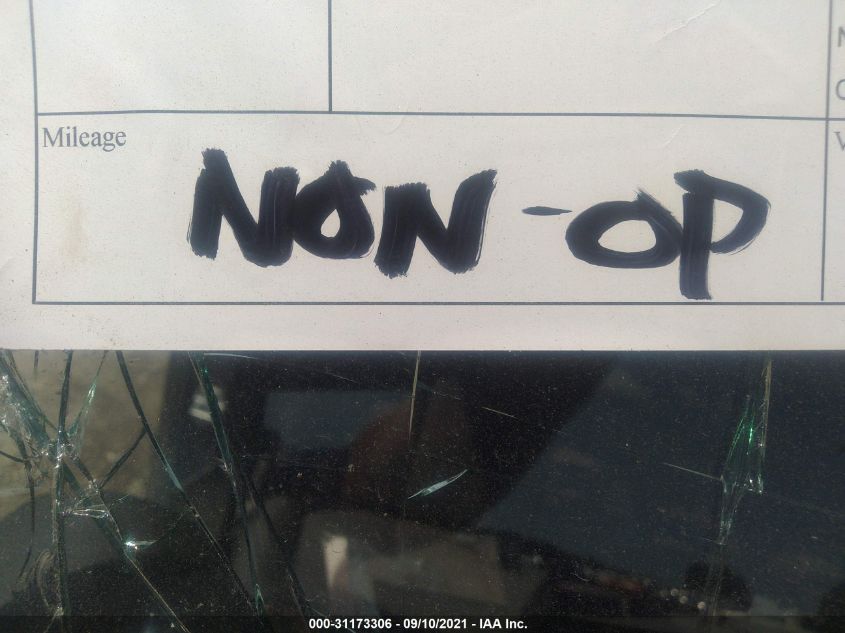 Mileage
NON-OP
000-31173306 - 09/10/2021 - IAA Inc.